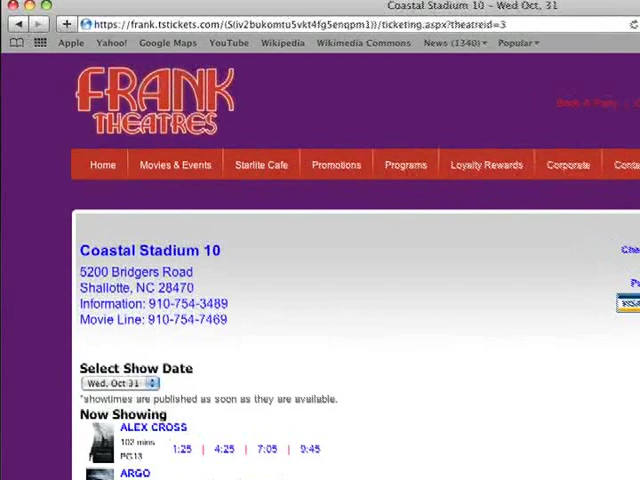 Coastal Stadium 10 – Wed Oct, 31
https://frank.tstickets.com/(S(iv2bukomtu5vkt4fg5enqpm1))/ticketing.aspx?theatreid=3
Apple Yahoo! Google Maps YouTube Wikipedia Wikimedia Commons News (1340) Popular
FRANK
THEATRES
Book A Party
Home Movies & Events Starlite Cafe Promotions Programs Loyalty Rewards Corporate Conta
Coastal Stadium 10
5200 Bridgers Road
Shallotte, NC 28470
Information: 910-754-3489
Movie Line: 910-754-7469
VISA
Select Show Date
Wed, Oct 31
*showtimes are published as soon as they are available.
Now Showing
ALEX CROSS
102 mins
PG13
1:25 | 4:25 | 7:05 | 9:45
ARGO